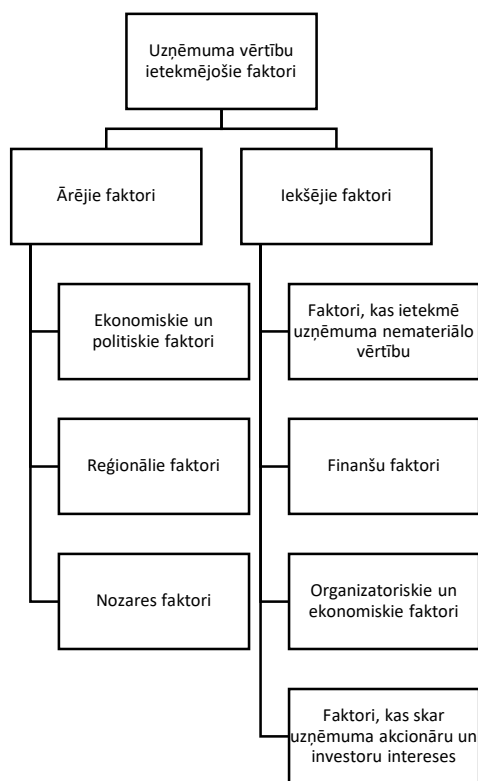 Uzņēmuma vērtību
ietekmējošie faktori
Ārējie faktori
Iekšējie faktori
Ekonomiskie un
politiskie faktori
Faktori, kas ietekmē
uzņēmuma nemateriālo
vērtību
Reģionālie faktori
Finanšu faktori
Nozares faktori
Organizatoriskie un
ekonomiskie faktori
Faktori, kas skar
uzņēmuma akcionāru un
investoru intereses